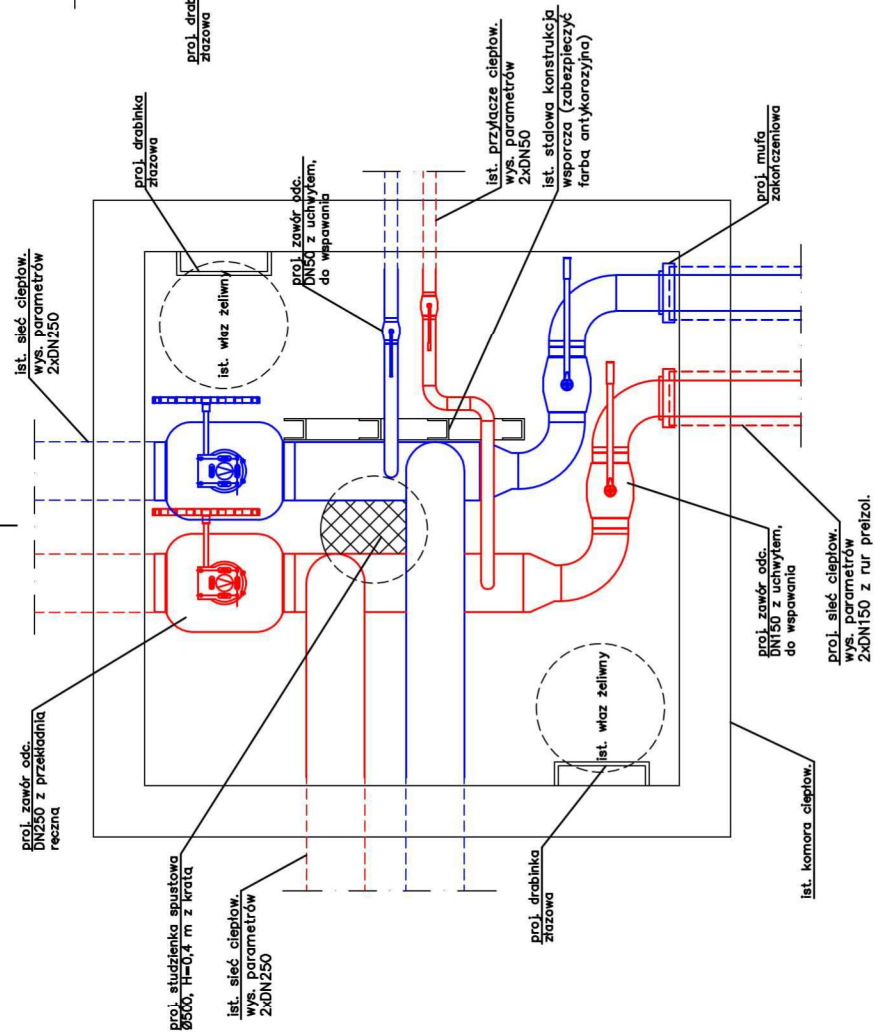 proj. drab
złazowa
proj. drabinka
złazowa
ist. sieć ciepłow.
wys. parametrów
2xDN250
ist. właz żeliwny
proj. zawór odc.
DN50 z uchwytem,
do wspawania
ist. przyłącze ciepłow.
wys. parametrów
2xDN50
ist. stalowa konstrukcja
wsporcza (zabezpieczyć
farbą antykorozyjna)
proj. mufa
zakończeniowa
proj. zawór odc.
DN250 z przekładnią
ręczną
proj. studzienka spustowa
Ø500, H=0,4 m z kratą
ist. sieć ciepłow.
wys. parametrów
2xDN250
proj. drabinka
złazowa
ist. właz żeliwny
proj. zawór odc.
DN150 z uchwytem,
do wspawania
proj. sieć ciepłow.
wys. parametrów
2xDN150 z rur preizol.
ist. komora ciepłow.